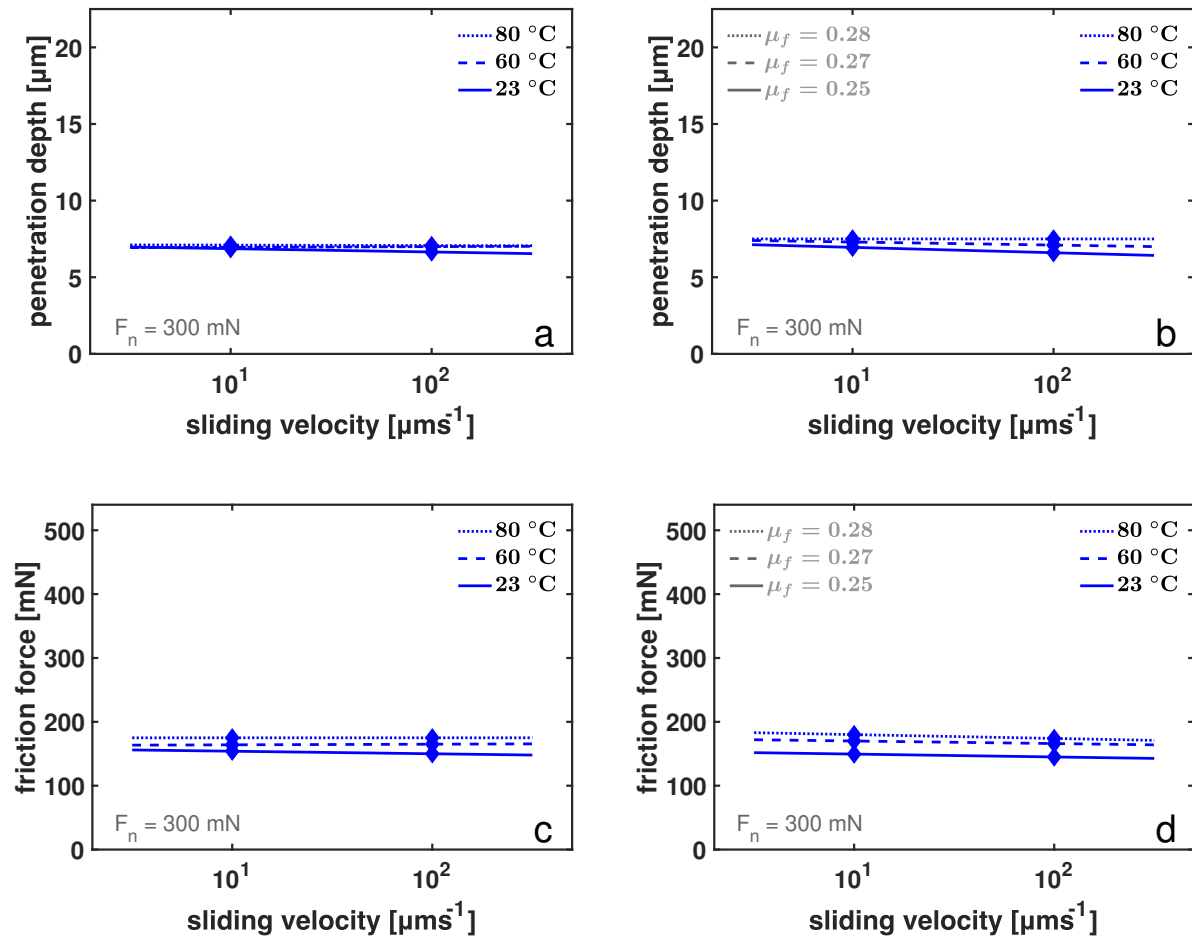 penetration depth [µm]
20
15
10
5
0
80 °C
60 °C
23 °C
F_n = 300 mN
a
10^1
10^2
sliding velocity [µms^-1]
penetration depth [µm]
20
15
10
5
0
μ_f = 0.28
μ_f = 0.27
μ_f = 0.25
80 °C
60 °C
23 °C
F_n = 300 mN
b
10^1
10^2
sliding velocity [µms^-1]
friction force [mN]
500
400
300
200
100
0
80 °C
60 °C
23 °C
F_n = 300 mN
c
10^1
10^2
sliding velocity [µms^-1]
friction force [mN]
500
400
300
200
100
0
μ_f = 0.28
μ_f = 0.27
μ_f = 0.25
80 °C
60 °C
23 °C
F_n = 300 mN
d
10^1
10^2
sliding velocity [µms^-1]